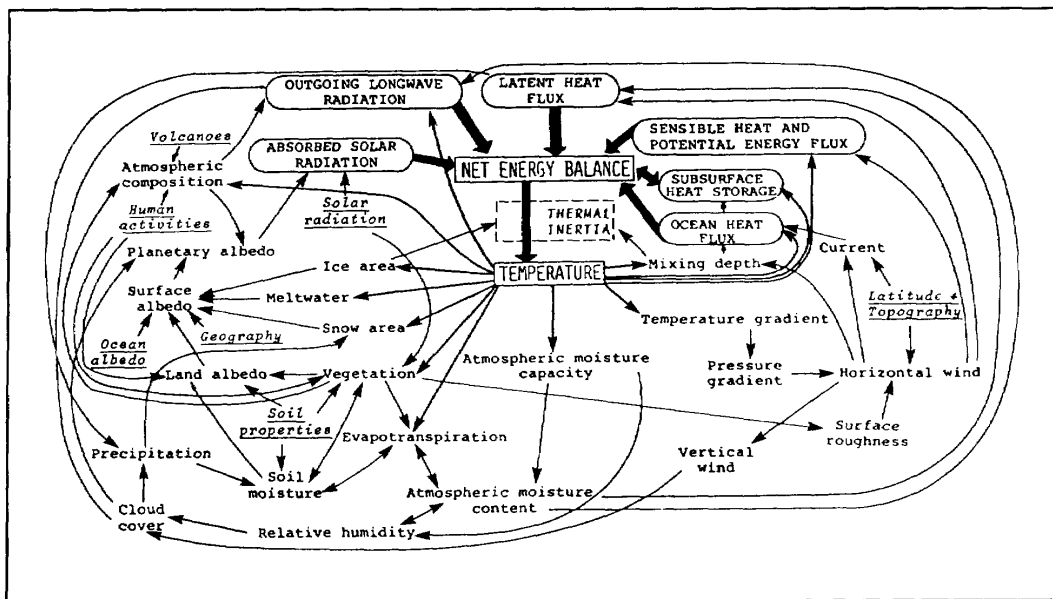 OUTGOING LONGWAVE
RADIATION
LATENT HEAT
FLUX
Volcanoes
ABSORBED SOLAR
RADIATION
SENSIBLE HEAT AND
POTENTIAL ENERGY FLUX
Atmospheric
composition
NET ENERGY BALANCE
SUBSURFACE
HEAT STORAGE
Human
activities
Solar
radiation
THERMAL
INERTIA
OCEAN HEAT
FLUX
Planetary albedo
Current
Ice area
TEMPERATURE
Mixing depth
Surface
albedo
Meltwater
Latitude +
Topography
Snow area
Temperature gradient
Ocean
albedo
Geography
Atmospheric moisture
capacity
Pressure
gradient
Horizontal wind
Land albedo
Vegetation
Soil
properties
Evapotranspiration
Surface
roughness
Precipitation
Vertical
wind
Soil
moisture
Atmospheric moisture
content
Cloud
cover
Relative humidity